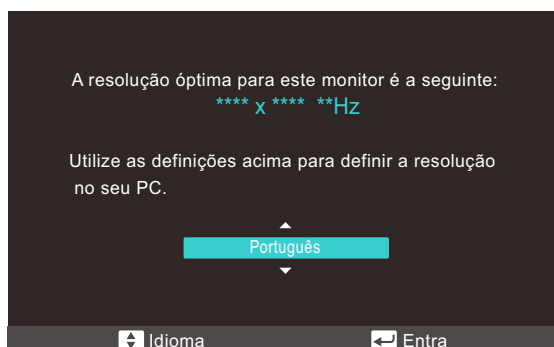 A resolução óptima para este monitor é a seguinte:
**** x **** **Hz
Utilize as definições acima para definir a resolução
no seu PC.
Português
Idioma Entra